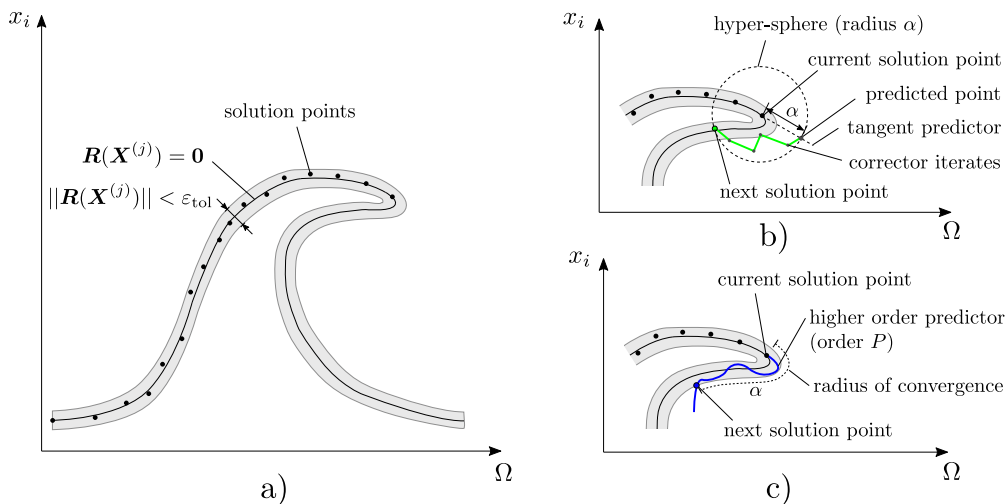 x_i
solution points
R(X^{(j)}) = 0
||R(X^{(j)})|| < ε_tol
Ω
a)
x_i
hyper-sphere (radius α)
current solution point
predicted point
α
tangent predictor
corrector iterates
next solution point
Ω
b)
x_i
current solution point
higher order predictor
(order P)
radius of convergence
α
next solution point
Ω
c)